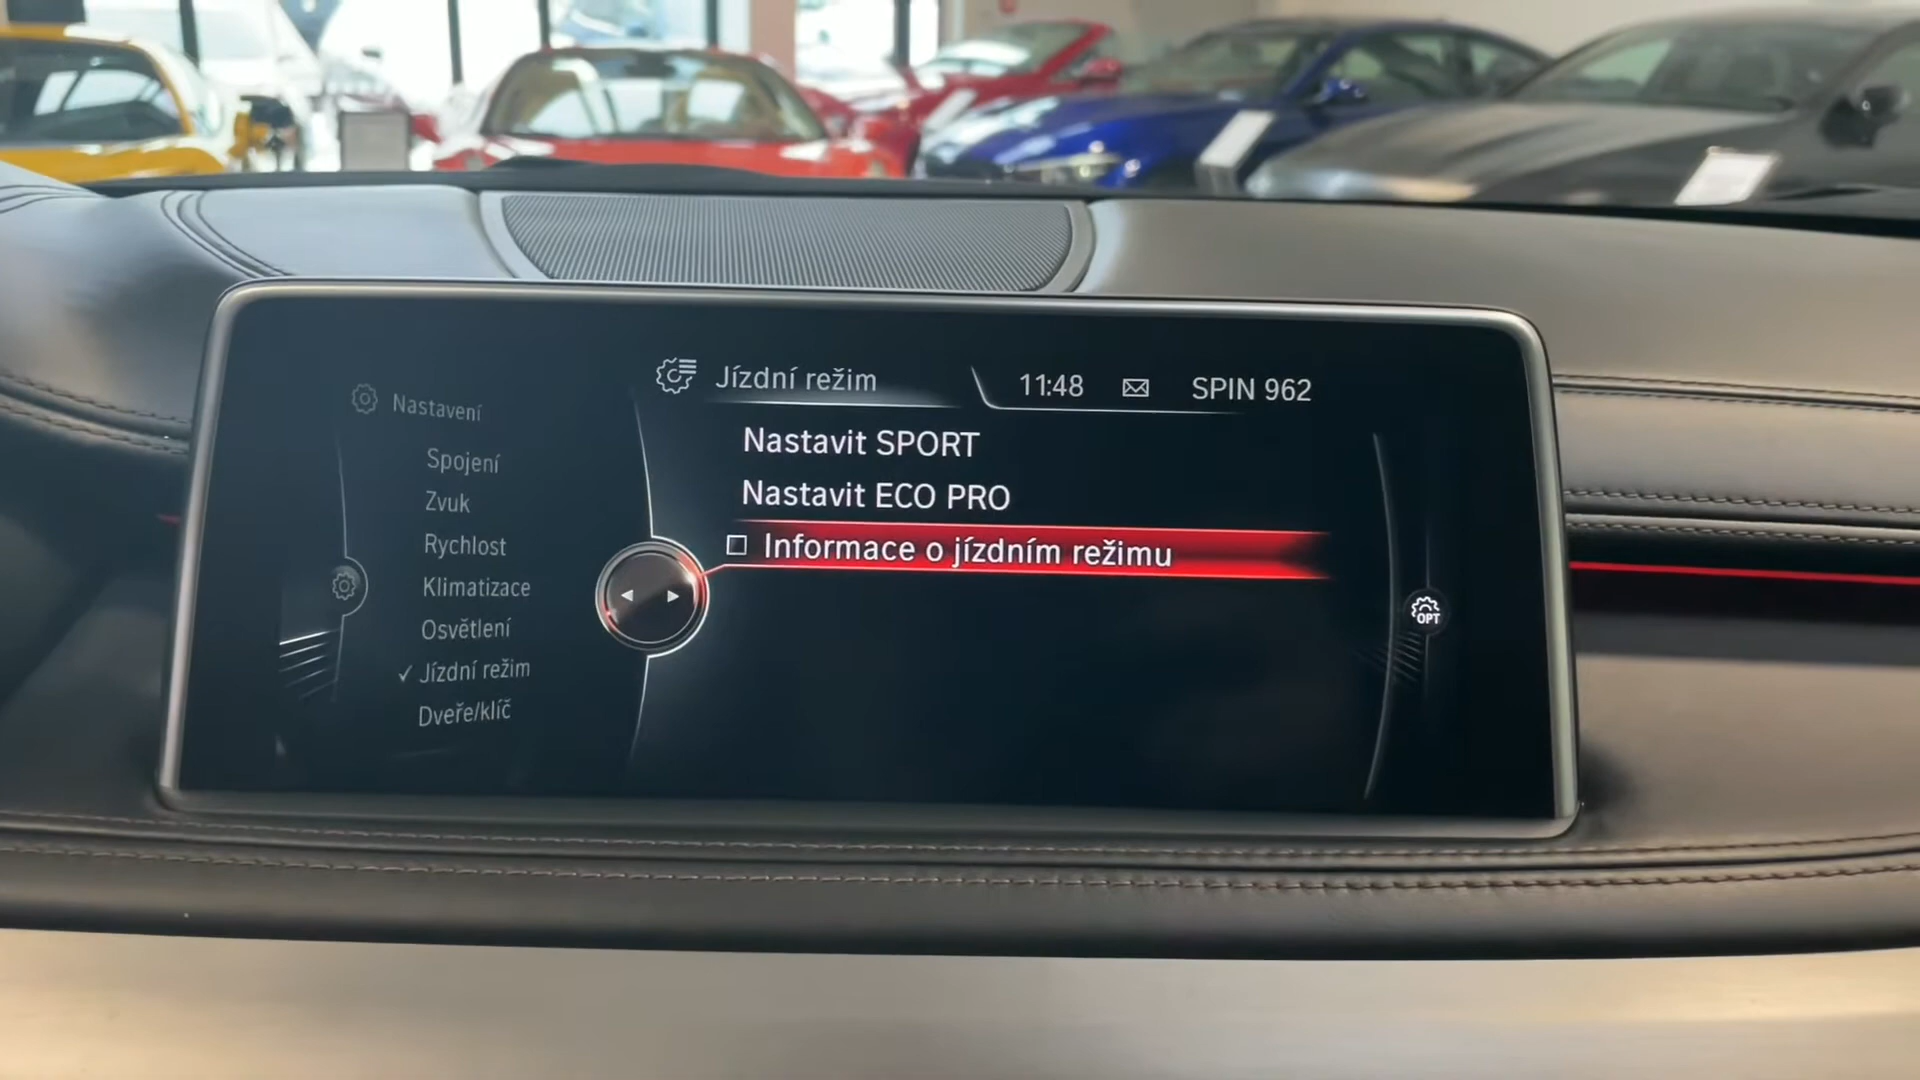 Nastavení
Spojení
Zvuk
Rychlost
Klimatizace
Osvětlení
✓ Jízdní režim
Dveře/klíč
Jízdní režim
11:48 SPIN 962
Nastavit SPORT
Nastavit ECO PRO
Informace o jízdním režimu
OPT